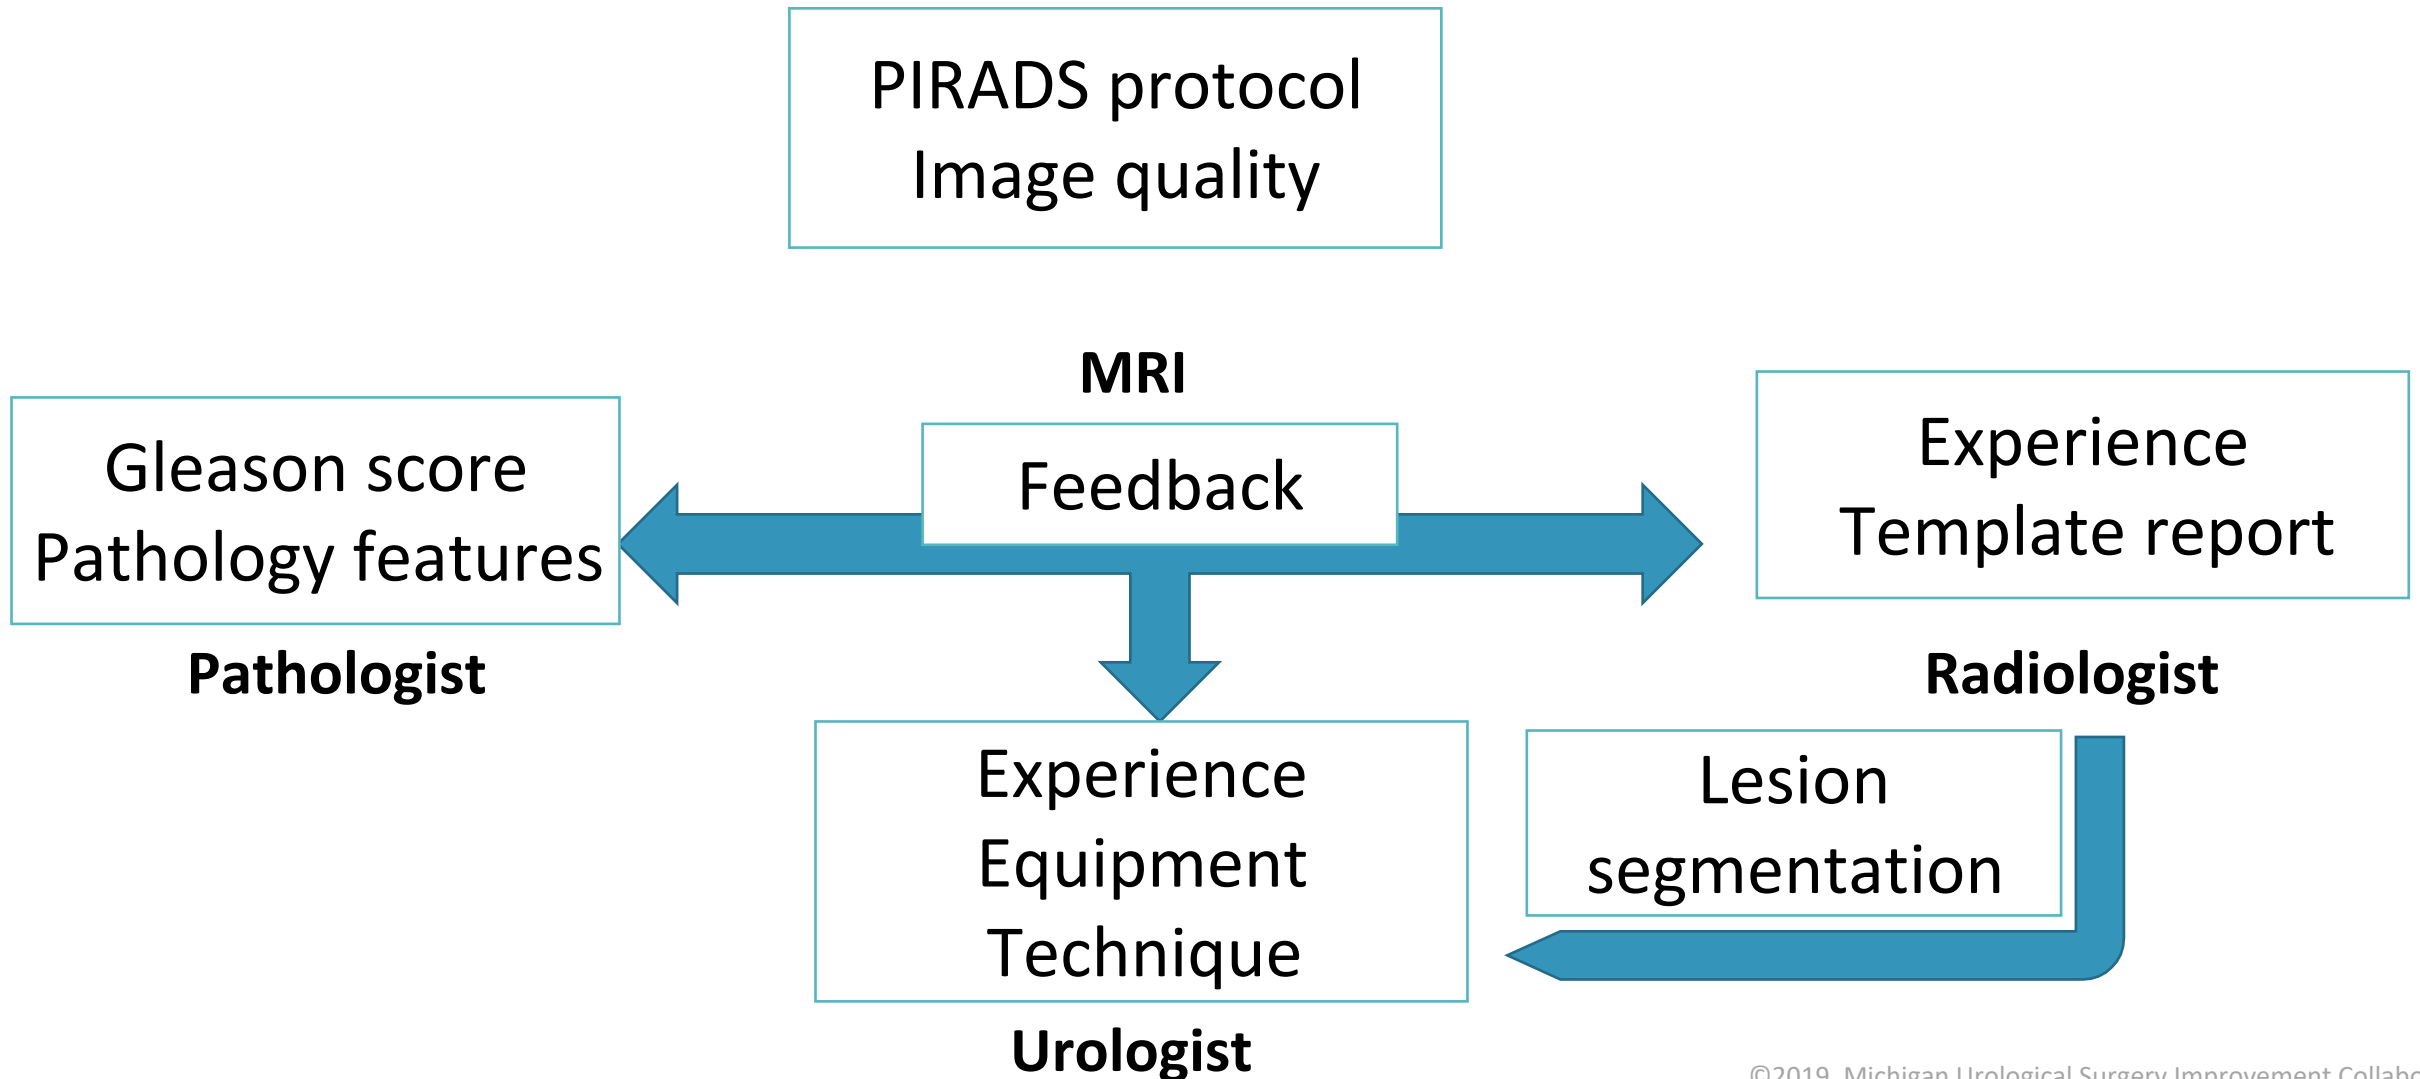 PIRADS protocol
Image quality
MRI
Gleason score
Pathology features
Pathologist
Feedback
Experience
Template report
Radiologist
Experience
Equipment
Technique
Urologist
Lesion
segmentation
©2019, Michigan Urological Surgery Improvement